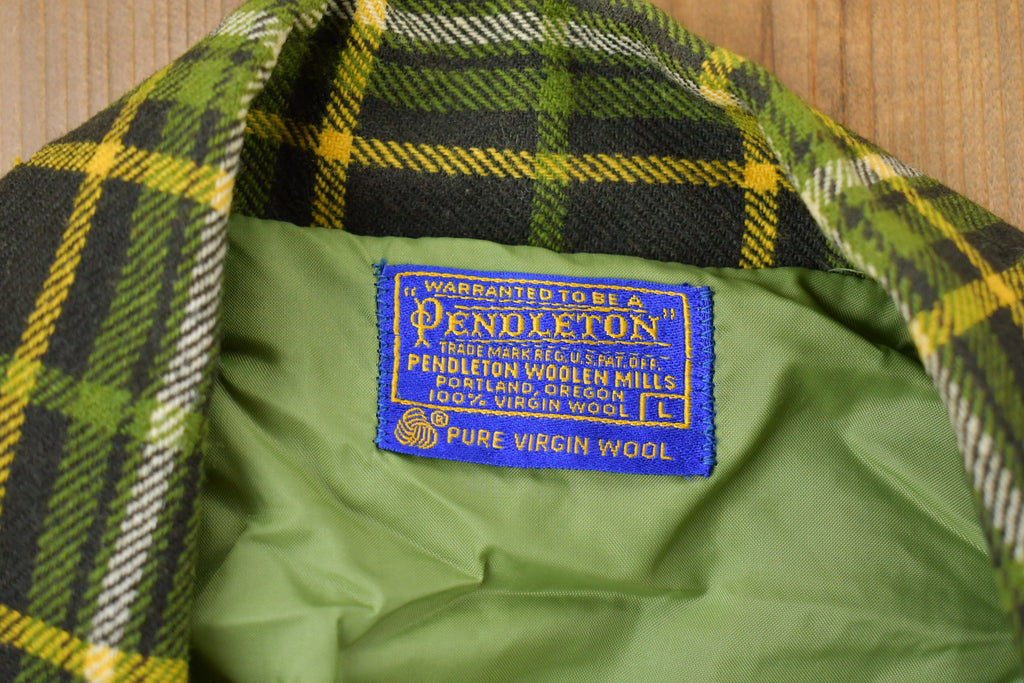 "WARRANTED TO BE A
PENDLETON"
TRADE MARK REG. U.S. PAT. OFF.
PENDLETON WOOLEN MILLS
PORTLAND, OREGON
100% VIRGIN WOOL L
® PURE VIRGIN WOOL